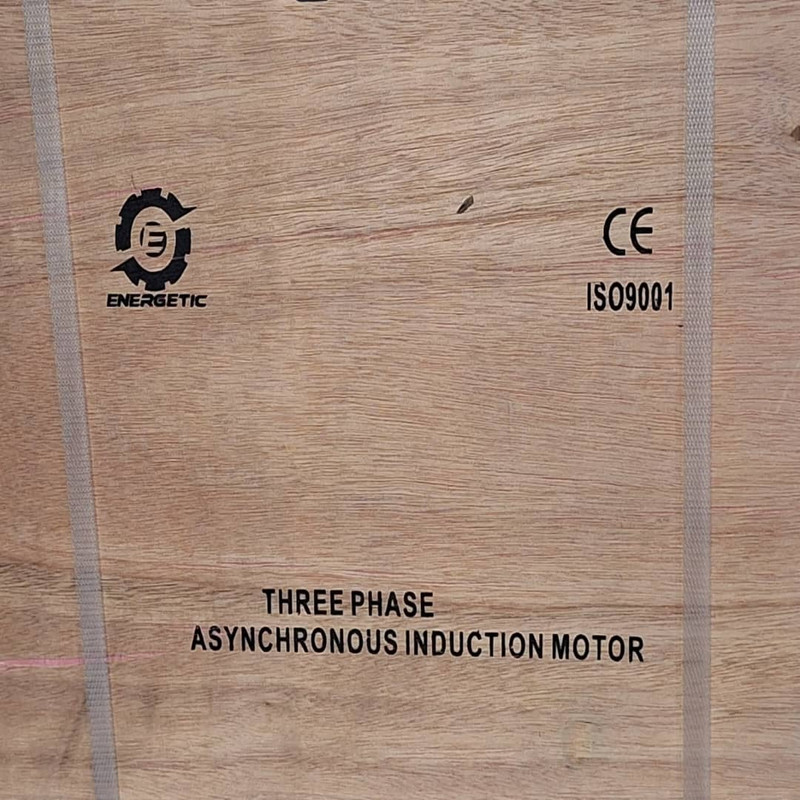 E
ENERGETIC
CE
ISO9001
THREE PHASE
ASYNCHRONOUS INDUCTION MOTOR